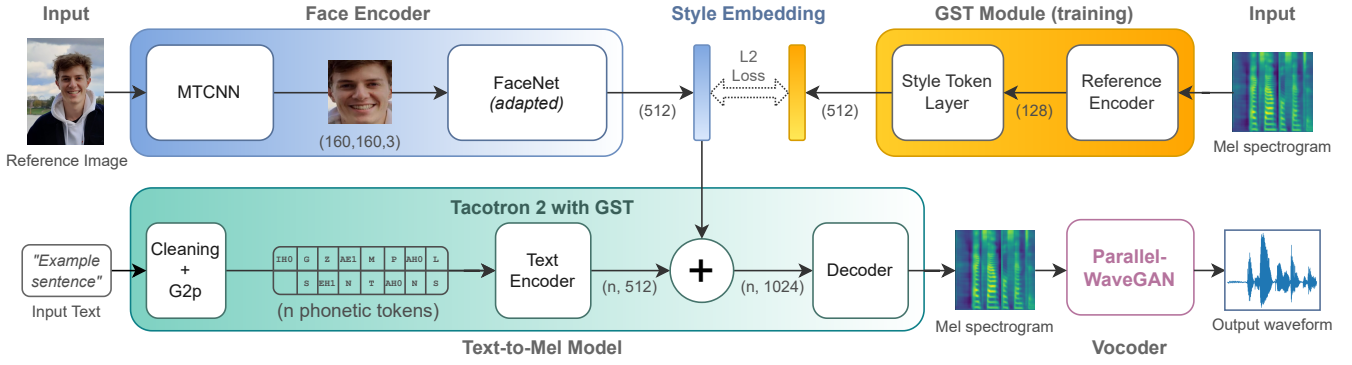 Input
Face Encoder
Style Embedding
GST Module (training)
Input
MTCNN
(160,160,3)
FaceNet
(adapted)
(512)
L2
Loss
(512)
Style Token
Layer
(128)
Reference
Encoder
Reference Image
Mel spectrogram
Tacotron 2 with GST
"Example
sentence"
Input Text
Cleaning
+
G2p
IH0 G Z AE1 M P AH0 L
S EH1 N T AH0 N S
(n phonetic tokens)
Text
Encoder
(n, 512)
+
(n, 1024)
Decoder
Mel spectrogram
Parallel-
WaveGAN
Output waveform
Text-to-Mel Model
Vocoder